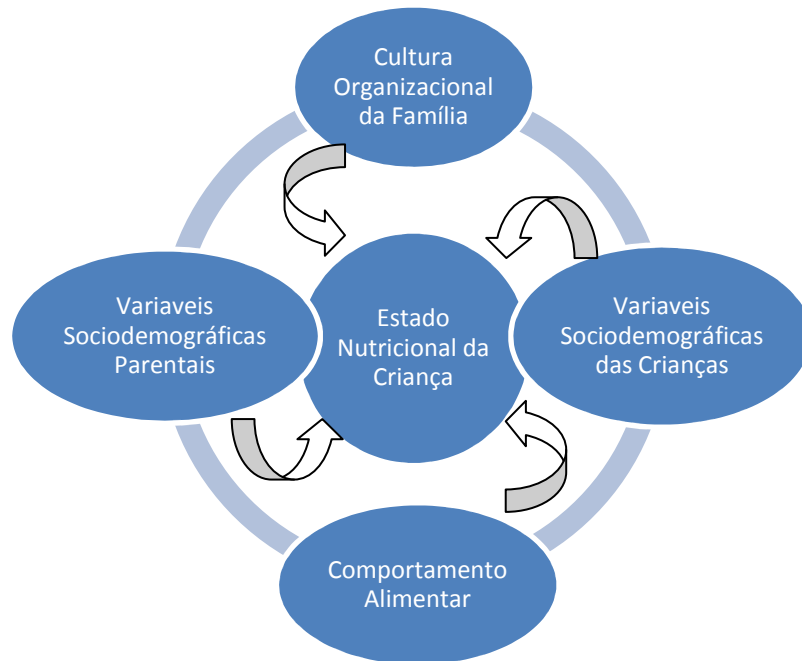 Cultura
Organizacional
da Família
Variaveis
Sociodemográficas
Parentais
Estado
Nutricional da
Criança
Variaveis
Sociodemográficas
das Crianças
Comportamento
Alimentar